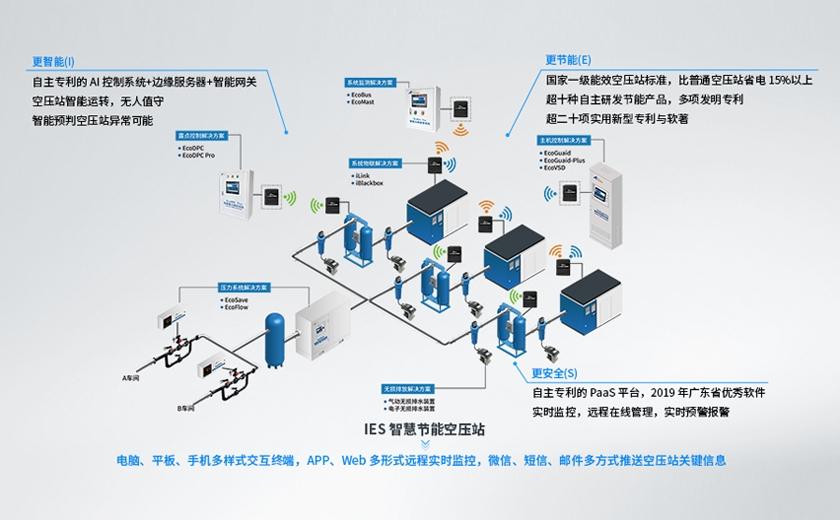 更智能(I)
自主专利的 AI 控制系统+边缘服务器+智能网关
空压站智能运转，无人值守
智能预判空压站异常可能
更节能(E)
国家一级能效空压站标准，比普通空压站省电 15%以上
超十种自主研发节能产品，多项发明专利
超二十项实用新型专利与软著
系统监测解决方案
EcoBus
EcoMast
露点控制解决方案
EcoDPC
EcoDPC Pro
系统物联解决方案
iLink
iBlackbox
主机控制解决方案
EcoGuaid
EcoGuaid-Plus
EcoVSD
压力系统解决方案
EcoSave
EcoFlow
A车间
B车间
无损排放解决方案
气动无损排水装置
电子无损排水装置
更安全(S)
自主专利的 PaaS 平台，2019 年广东省优秀软件
实时监控，远程在线管理，实时预警报警
IES 智慧节能空压站
电脑、平板、手机多样式交互终端，APP、Web 多形式远程实时监控，微信、短信、邮件多方式推送空压站关键信息